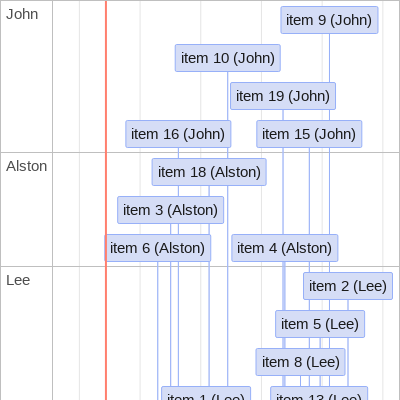 John
item 9 (John)
item 10 (John)
item 19 (John)
item 16 (John)
item 15 (John)
Alston
item 18 (Alston)
item 3 (Alston)
item 6 (Alston)
item 4 (Alston)
Lee
item 2 (Lee)
item 5 (Lee)
item 8 (Lee)
item 1 (Lee)
item 13 (Lee)